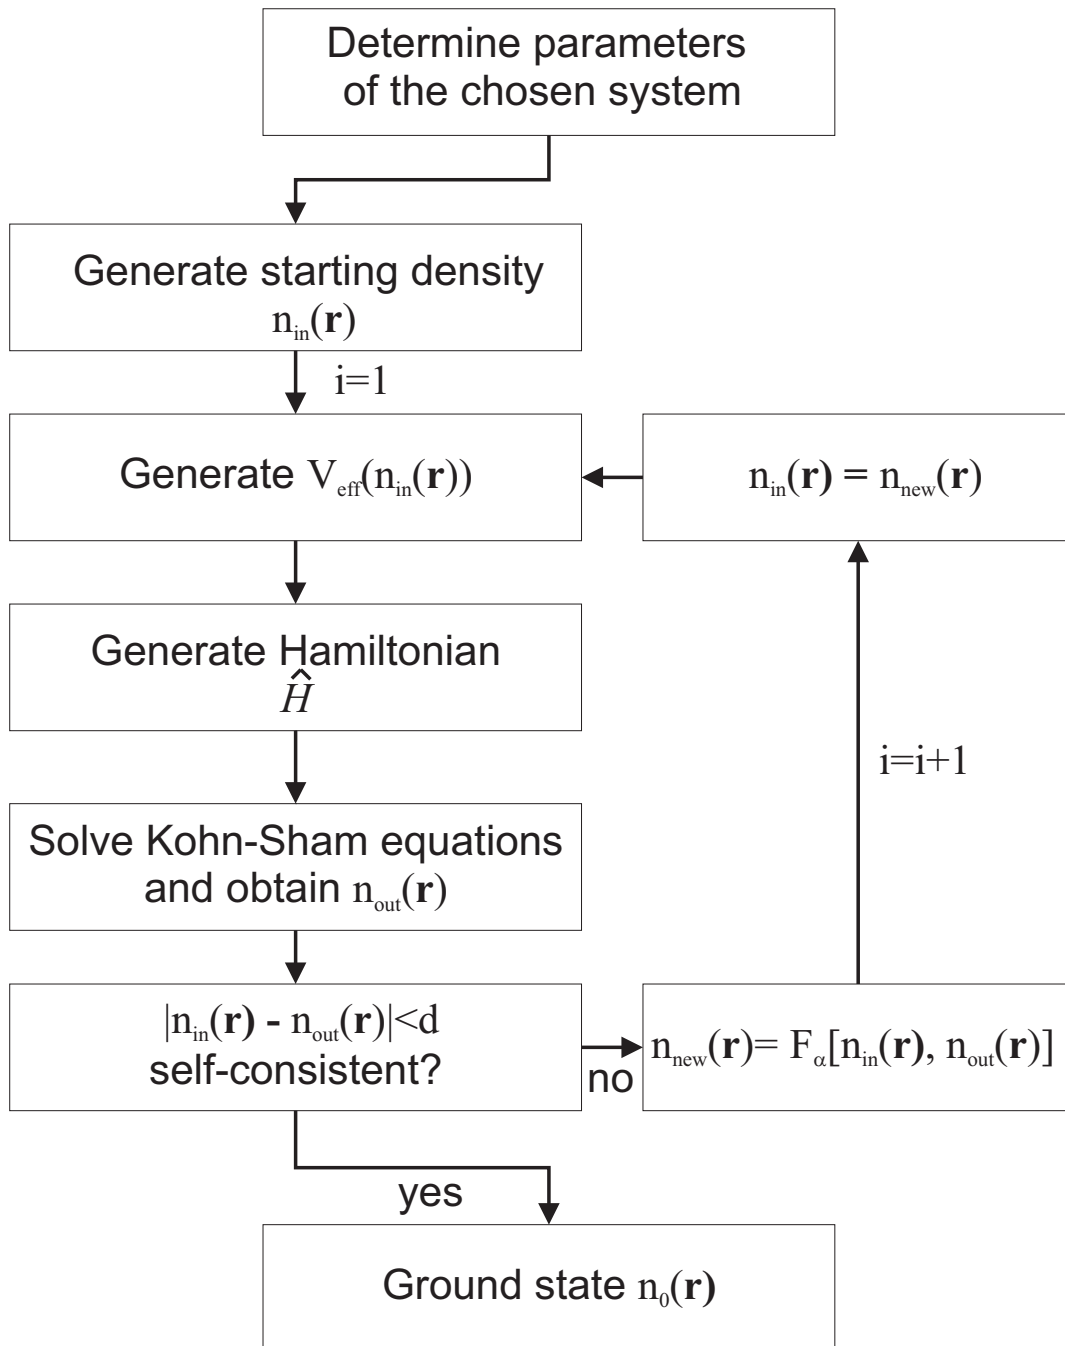 Determine parameters
of the chosen system
Generate starting density
n_in(r)
i=1
Generate V_eff(n_in(r))
n_in(r) = n_new(r)
Generate Hamiltonian
Ĥ
i=i+1
Solve Kohn-Sham equations
and obtain n_out(r)
|n_in(r) - n_out(r)|<d
self-consistent?
no
n_new(r)= F_α[n_in(r), n_out(r)]
yes
Ground state n_0(r)